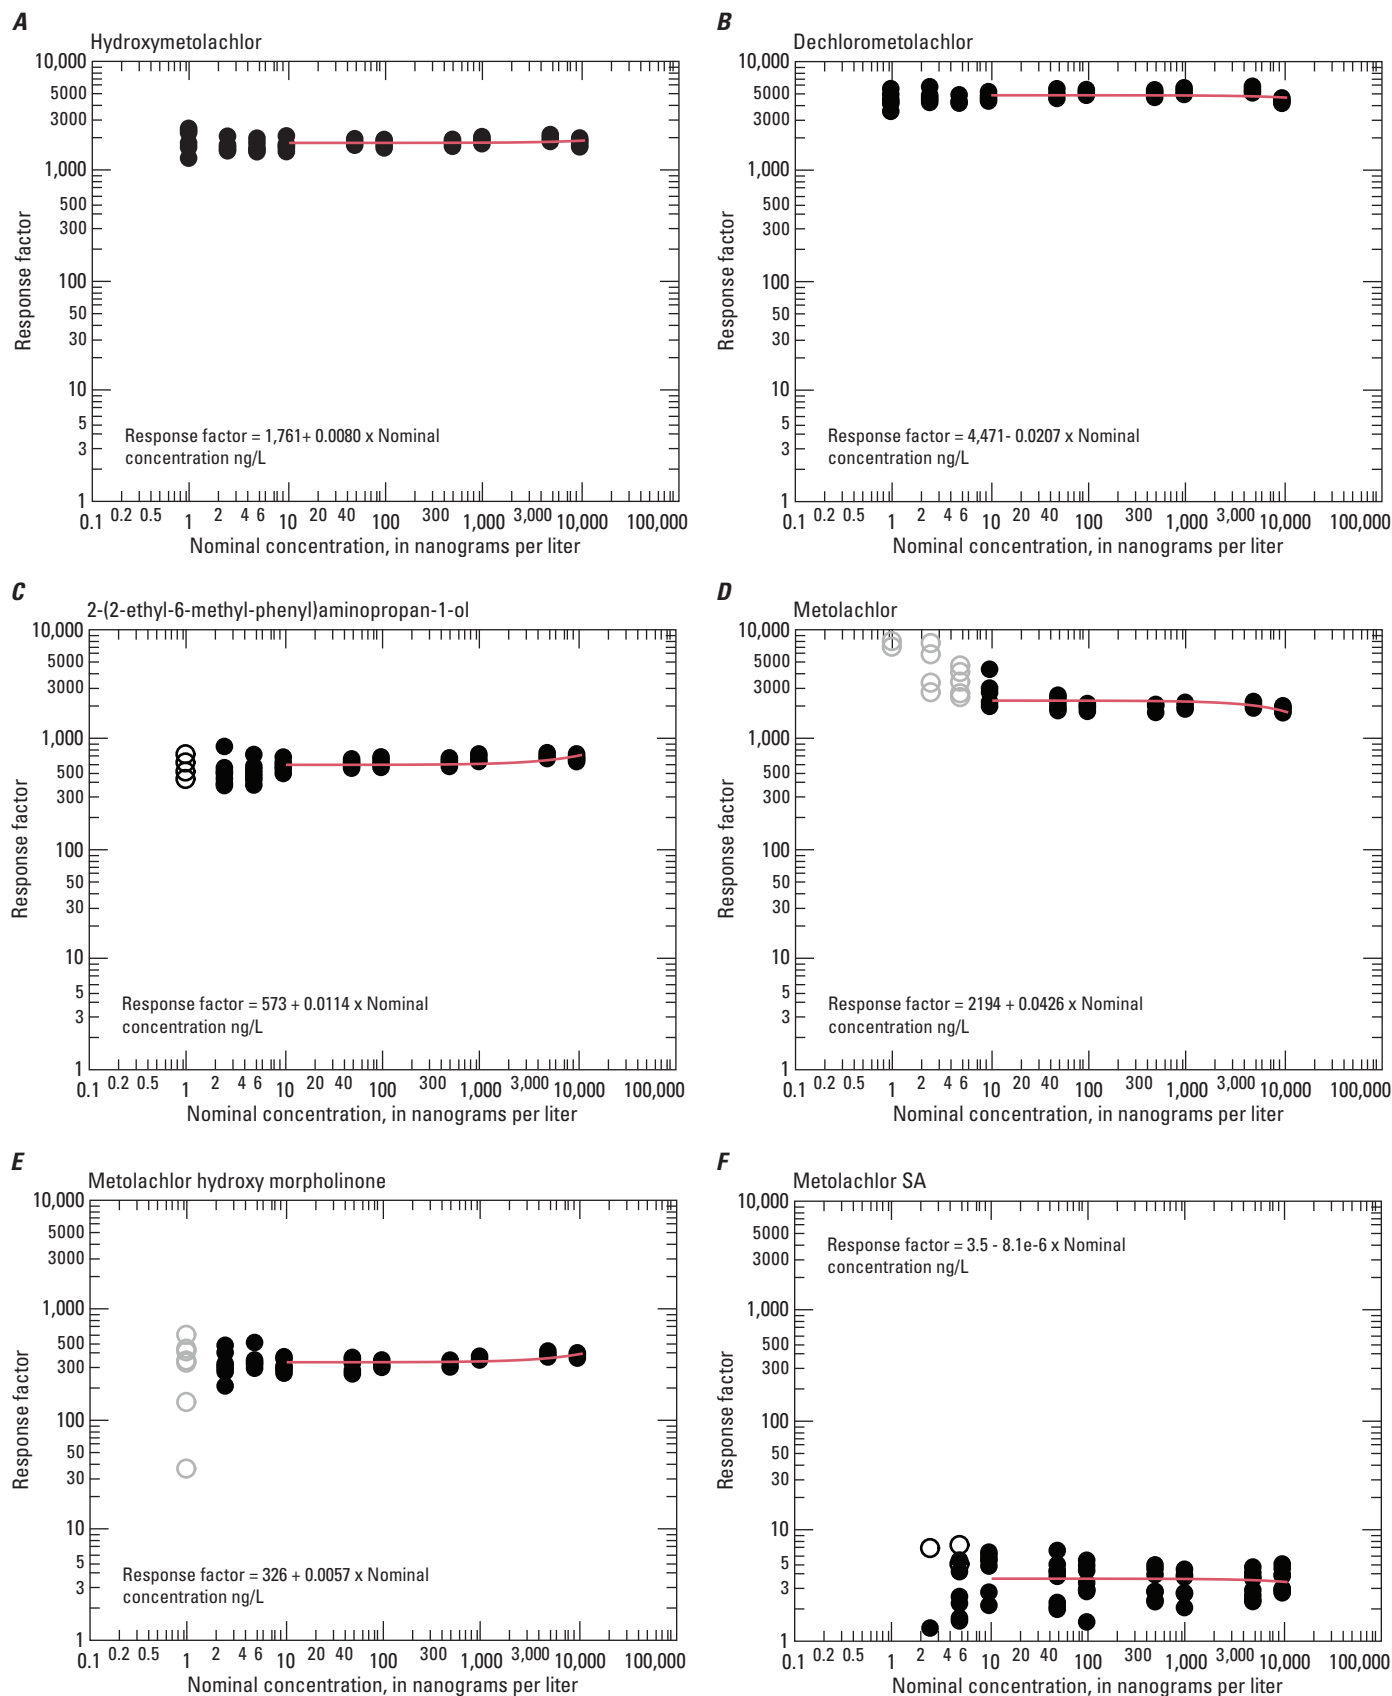 A
Hydroxymetolachlor
10,000
5000
3000
1,000
500
300
100
50
30
10
5
3
1
Response factor
Response factor = 1,761+ 0.0080 x Nominal
concentration ng/L
0.1 0.2 0.5 1 2 4 6 10 20 40 100 300 1,000 3,000 10,000 100,000
Nominal concentration, in nanograms per liter
B
Dechlorometolachlor
10,000
5000
3000
1,000
500
300
100
50
30
10
5
3
1
Response factor
Response factor = 4,471- 0.0207 x Nominal
concentration ng/L
0.1 0.2 0.5 1 2 4 6 10 20 40 100 300 1,000 3,000 10,000 100,000
Nominal concentration, in nanograms per liter
C
2-(2-ethyl-6-methyl-phenyl)aminopropan-1-ol
10,000
5000
3000
1,000
500
300
100
50
30
10
5
3
1
Response factor
Response factor = 573 + 0.0114 x Nominal
concentration ng/L
0.1 0.2 0.5 1 2 4 6 10 20 40 100 300 1,000 3,000 10,000 100,000
Nominal concentration, in nanograms per liter
D
Metolachlor
10,000
5000
3000
1,000
500
300
100
50
30
10
5
3
1
Response factor
Response factor = 2194 + 0.0426 x Nominal
concentration ng/L
0.1 0.2 0.5 1 2 4 6 10 20 40 100 300 1,000 3,000 10,000 100,000
Nominal concentration, in nanograms per liter
E
Metolachlor hydroxy morpholinone
10,000
5000
3000
1,000
500
300
100
50
30
10
5
3
1
Response factor
Response factor = 326 + 0.0057 x Nominal
concentration ng/L
0.1 0.2 0.5 1 2 4 6 10 20 40 100 300 1,000 3,000 10,000 100,000
Nominal concentration, in nanograms per liter
F
Metolachlor SA
10,000
5000
3000
1,000
500
300
100
50
30
10
5
3
1
Response factor
Response factor = 3.5 - 8.1e-6 x Nominal
concentration ng/L
0.1 0.2 0.5 1 2 4 6 10 20 40 100 300 1,000 3,000 10,000 100,000
Nominal concentration, in nanograms per liter